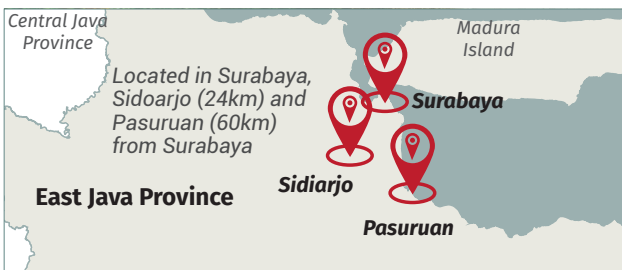 Central Java
Province
Madura
Island
Located in Surabaya,
Sidoarjo (24km) and
Pasuruan (60km)
from Surabaya
Surabaya
Sidiarjo
East Java Province
Pasuruan